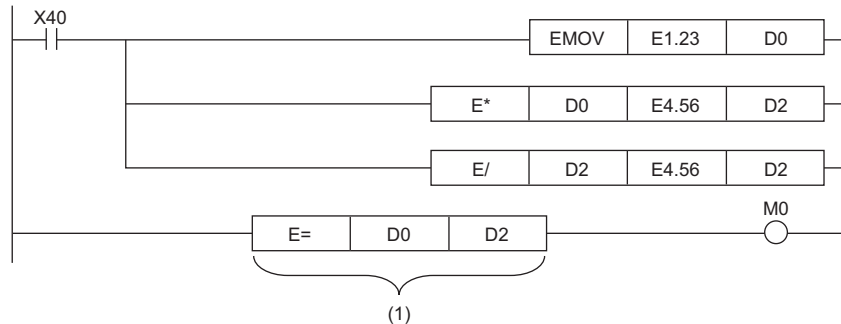 X40
EMOV E1.23 D0
E* D0 E4.56 D2
E/ D2 E4.56 D2
M0
E= D0 D2
(1)